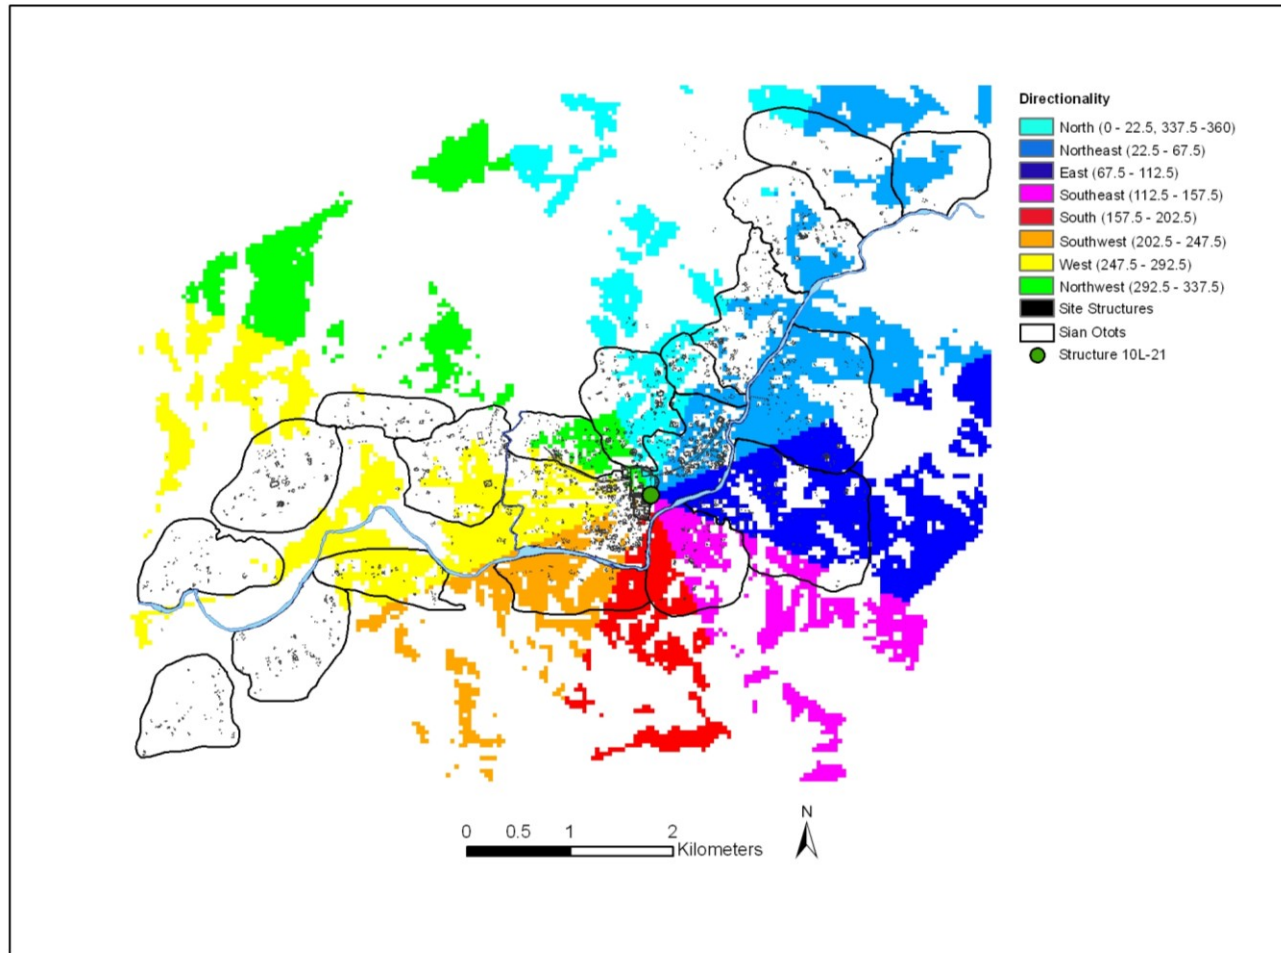 Directionality
North (0 - 22.5, 337.5 -360)
Northeast (22.5 - 67.5)
East (67.5 - 112.5)
Southeast (112.5 - 157.5)
South (157.5 - 202.5)
Southwest (202.5 - 247.5)
West (247.5 - 292.5)
Northwest (292.5 - 337.5)
Site Structures
Sian Otots
Structure 10L-21
N
0 0.5 1 2
Kilometers